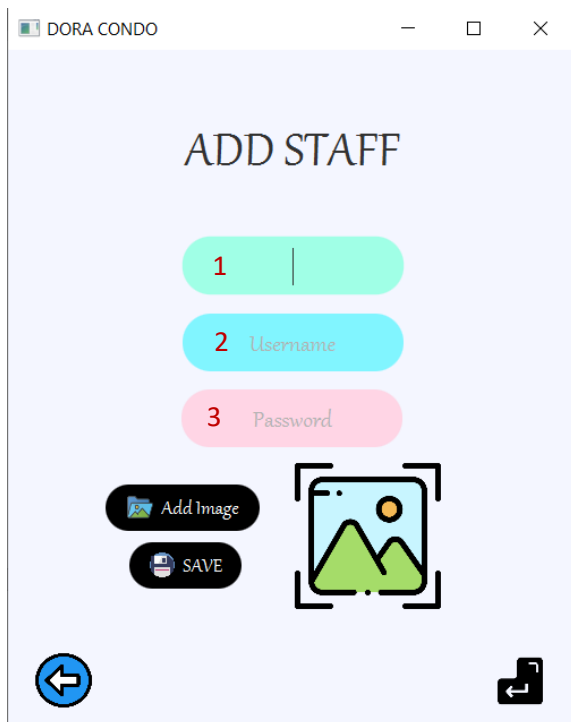 DORA CONDO
ADD STAFF
1
2 Username
3 Password
Add Image
SAVE